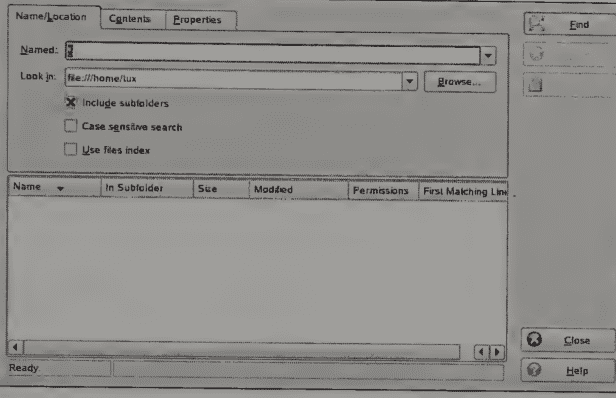 Name/Location Contents Properties
Find
Named:
Look in: file:///home/lux Browse...
Include subfolders
Case sensitive search
Use files index
Name In Subfolder Size Modified Permissions First Matching Line
Close
Ready
Help